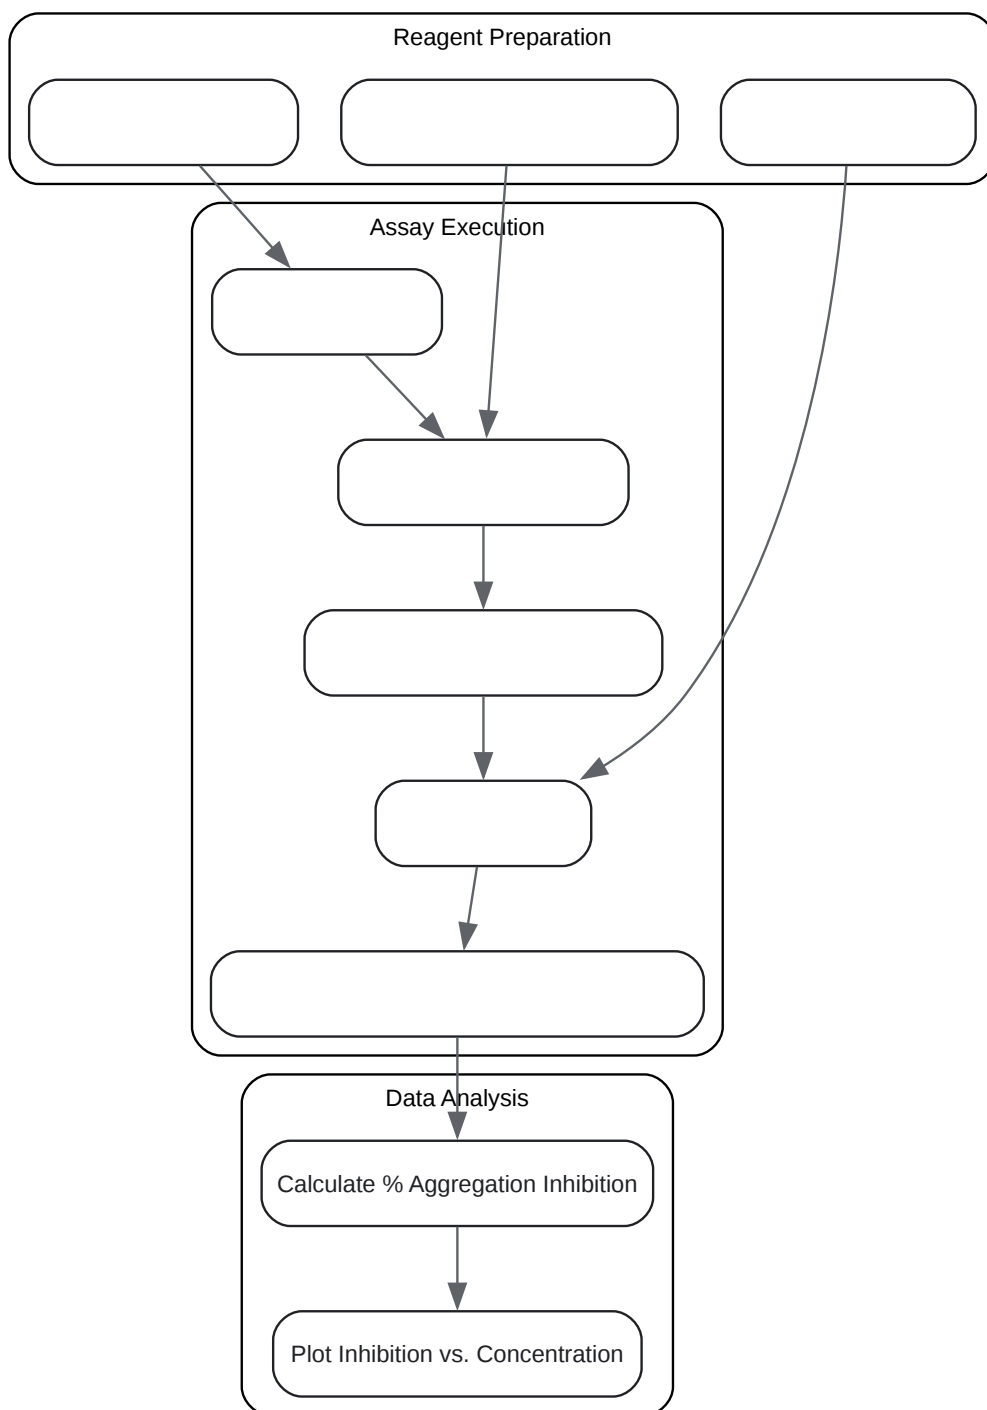 Reagent Preparation
Assay Execution
Data Analysis
Calculate % Aggregation Inhibition
Plot Inhibition vs. Concentration